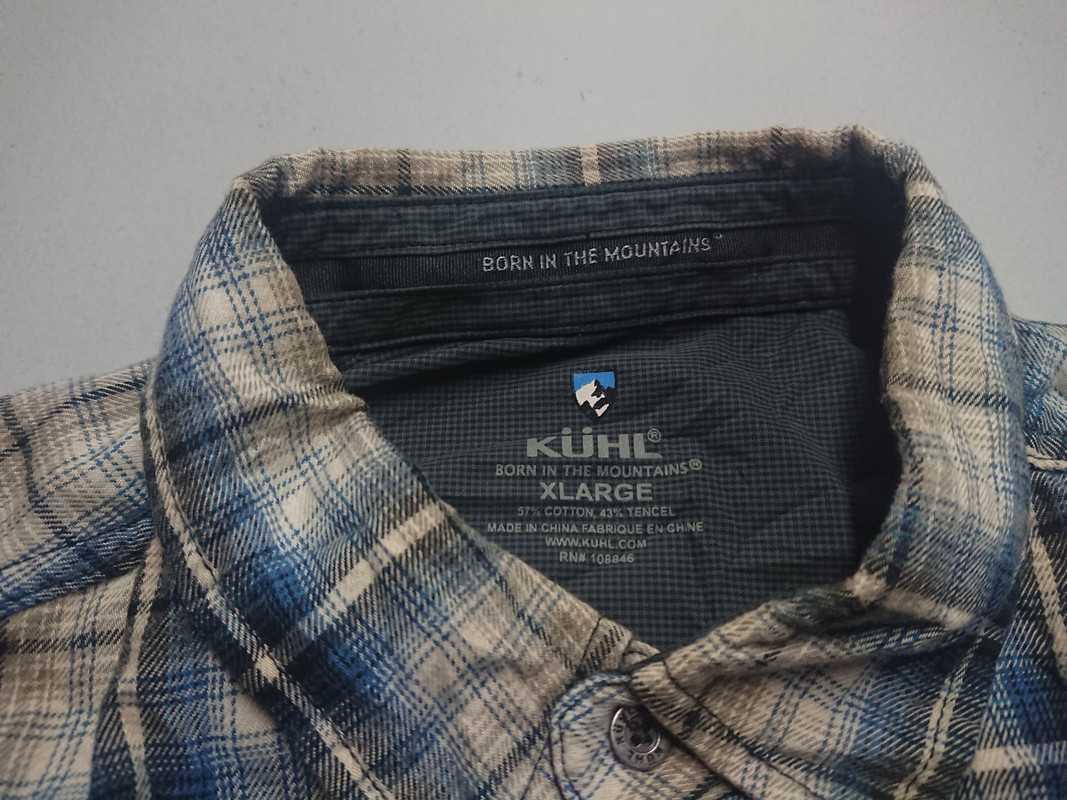 BORN IN THE MOUNTAINS®
KÜHL®
BORN IN THE MOUNTAINS®
XLARGE
57% COTTON, 43% TENCEL
MADE IN CHINA FABRIQUE EN CHINE
WWW.KUHL.COM
RN# 108846